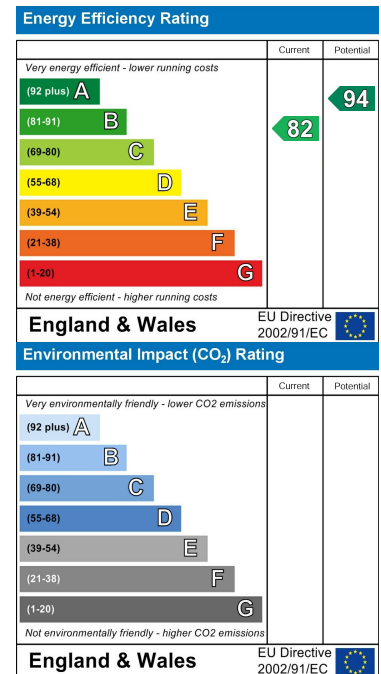 Energy Efficiency Rating
Current Potential
Very energy efficient - lower running costs
(92 plus) A
94
(81-91) B
82
(69-80) C
(55-68) D
(39-54) E
(21-38) F
(1-20) G
Not energy efficient - higher running costs
England & Wales
EU Directive
2002/91/EC
Environmental Impact (CO₂) Rating
Current Potential
Very environmentally friendly - lower CO2 emissions
(92 plus) A
(81-91) B
(69-80) C
(55-68) D
(39-54) E
(21-38) F
(1-20) G
Not environmentally friendly - higher CO2 emissions
England & Wales
EU Directive
2002/91/EC